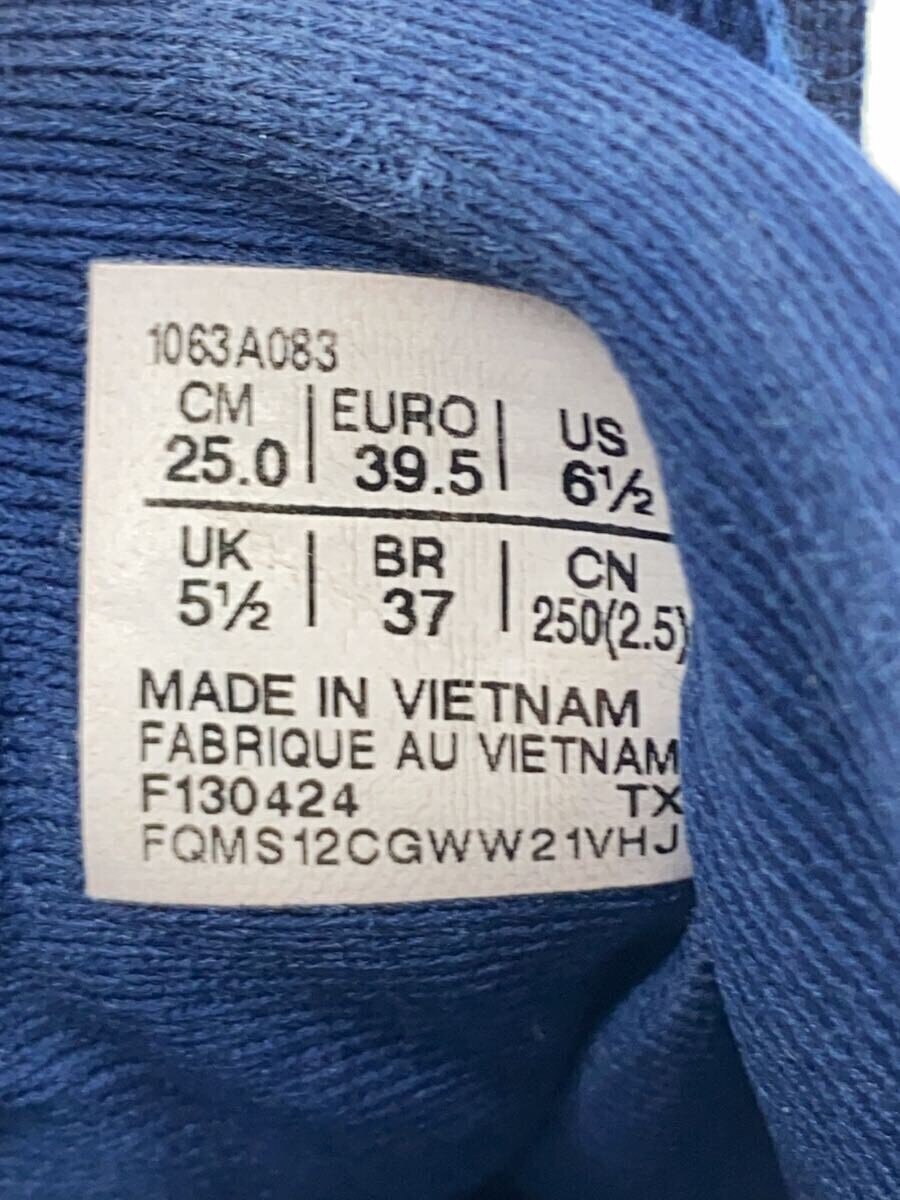 1063A083
CM | EURO | US
25.0 | 39.5 | 6½
UK | BR | CN
5½ | 37 | 250(2.5)
MADE IN VIETNAM
FABRIQUE AU VIETNAM
F130424 TX
FQMS12CGWW21VHJ